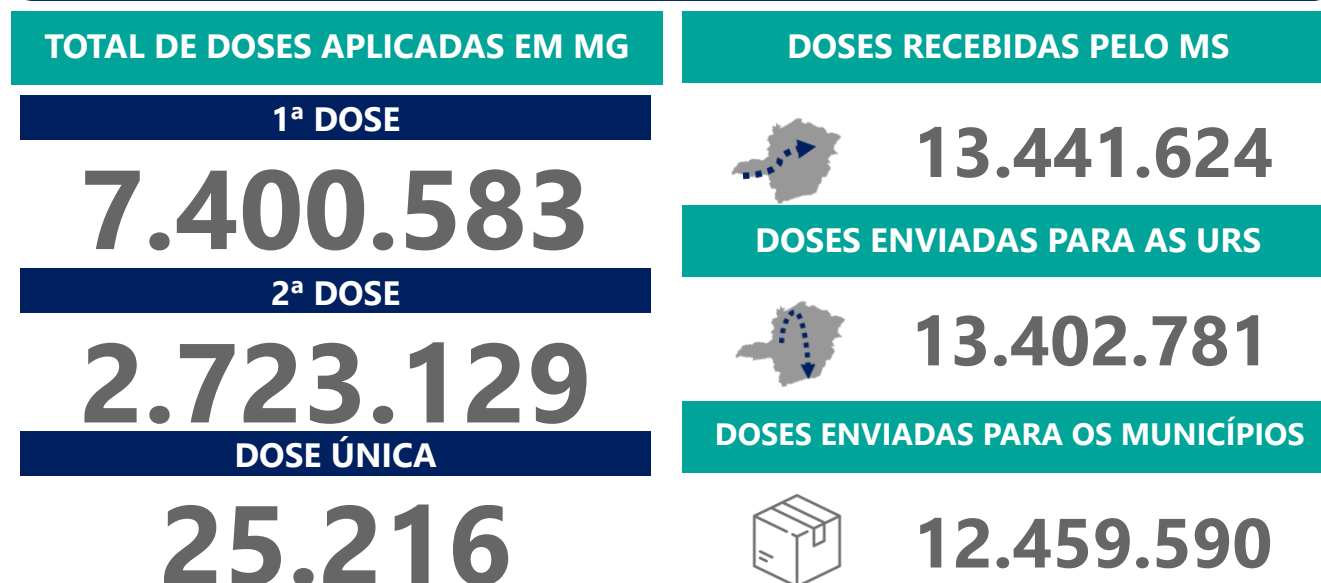 TOTAL DE DOSES APLICADAS EM MG
1ª DOSE
7.400.583
2ª DOSE
2.723.129
DOSE ÚNICA
25.216
DOSES RECEBIDAS PELO MS
13.441.624
DOSES ENVIADAS PARA AS URS
13.402.781
DOSES ENVIADAS PARA OS MUNICÍPIOS
12.459.590